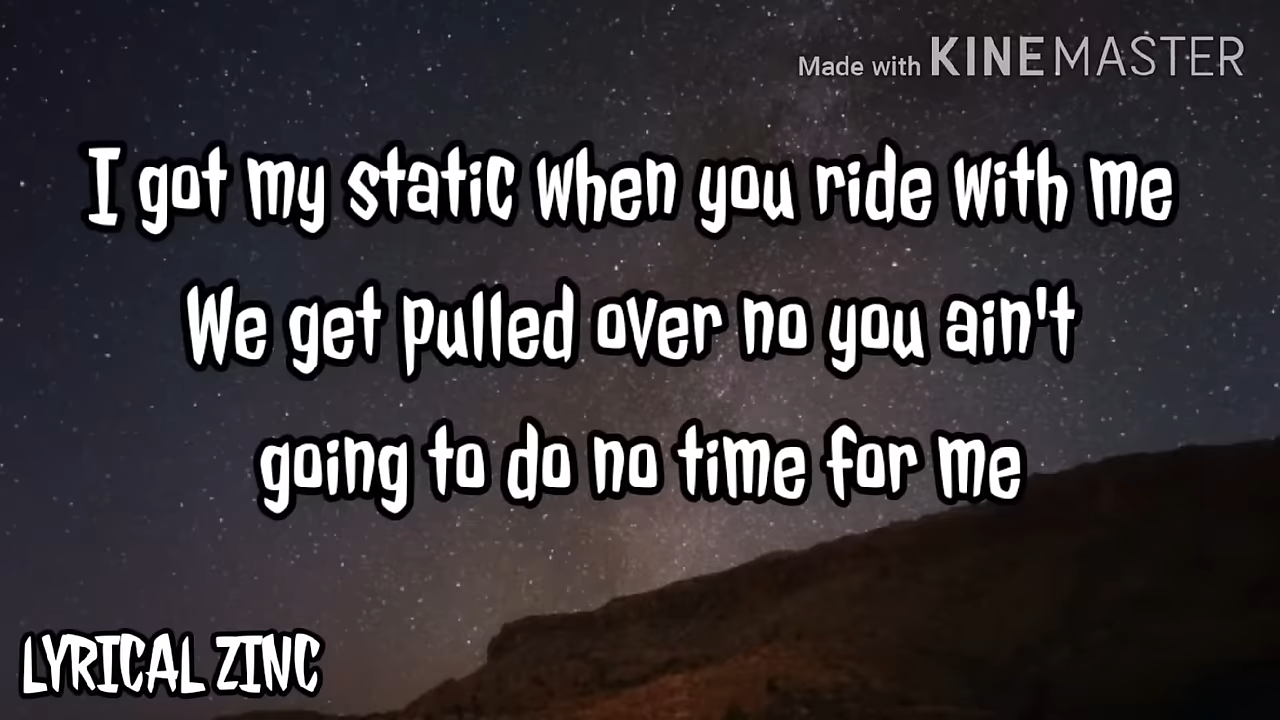 Made with KINEMASTER
I got my static when you ride with me
We get pulled over no you ain't
going to do no time for me
LYRICAL ZINC